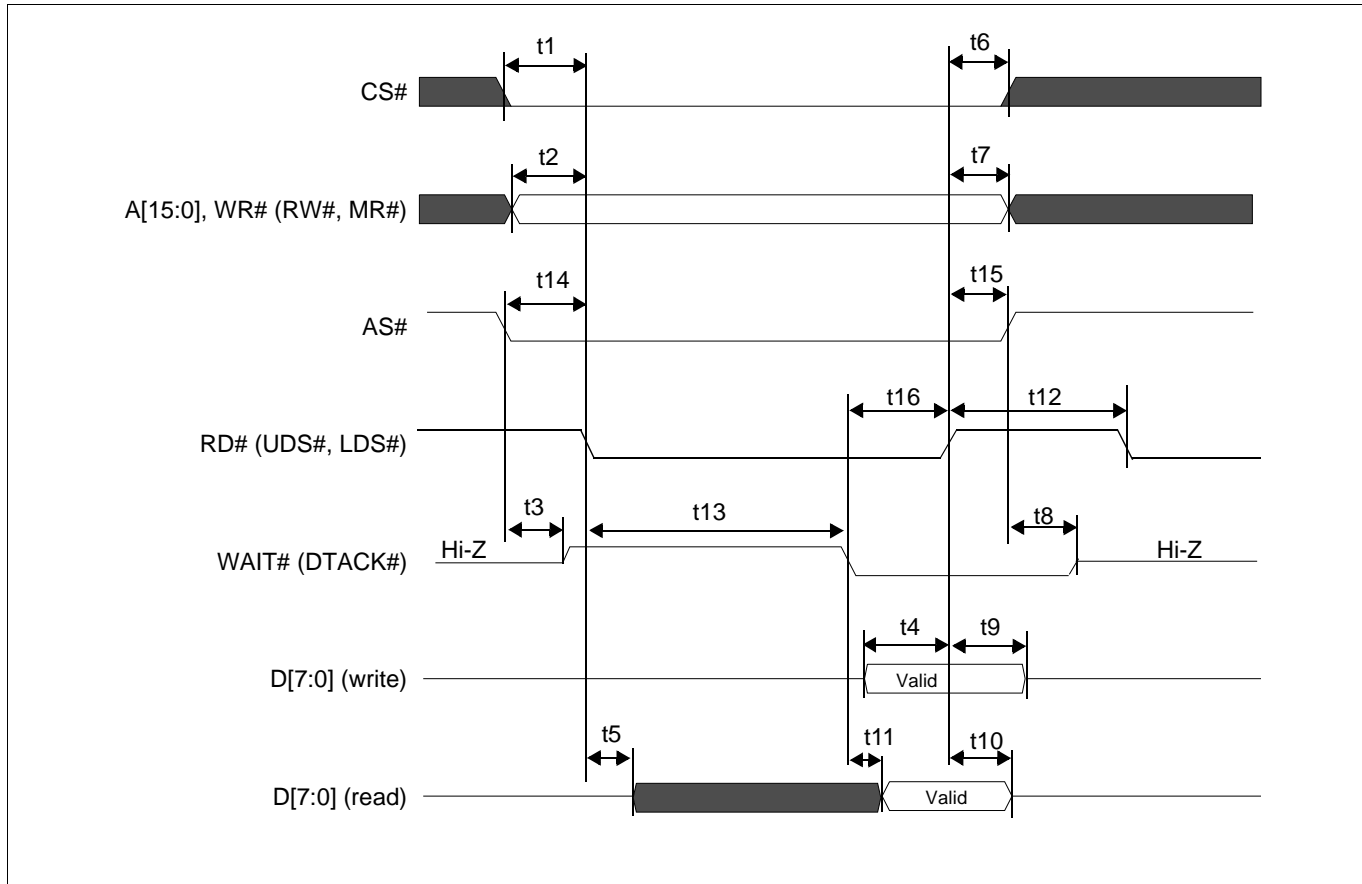 t1
t6
CS#
t2
t7
A[15:0], WR# (RW#, MR#)
t14
t15
AS#
t16
t12
RD# (UDS#, LDS#)
t3
t13
t8
WAIT# (DTACK#)
Hi-Z
Hi-Z
t4
t9
D[7:0] (write)
Valid
t5
t11
t10
D[7:0] (read)
Valid